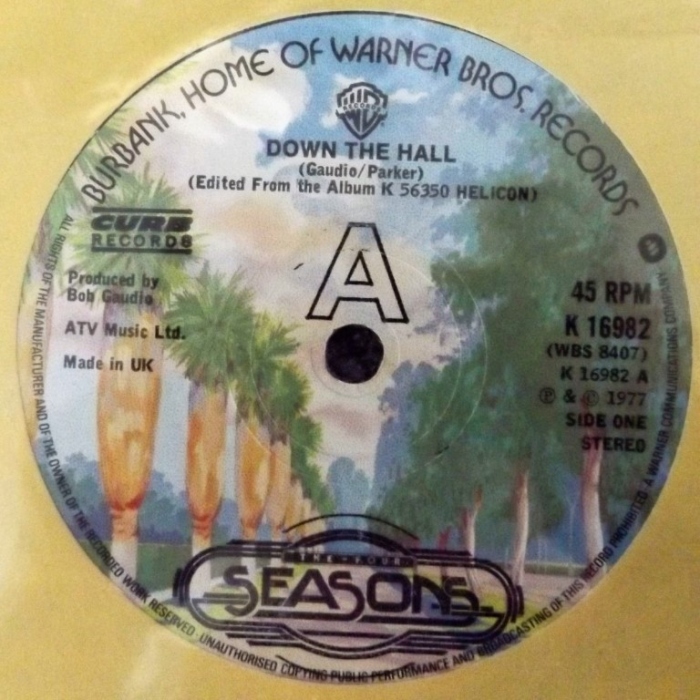 BURBANK, HOME OF WARNER BROS. RECORDS
W RECORDS
DOWN THE HALL
(Gaudio/Parker)
(Edited From the Album K 56350 HELICON)
CURB
RECORDS
A
Produced by
Bob Gaudio
ATV Music Ltd.
Made in UK
45 RPM
K 16982
(WBS 8407)
K 16982 A
℗ & © 1977
SIDE ONE
STEREO
THE FOUR
SEASONS
ALL RIGHTS OF THE MANUFACTURER AND OF THE OWNER OF THE RECORDED WORK RESERVED. UNAUTHORISED COPYING PUBLIC PERFORMANCE AND BROADCASTING OF THIS RECORD PROHIBITED. A WARNER COMMUNICATIONS COMPANY